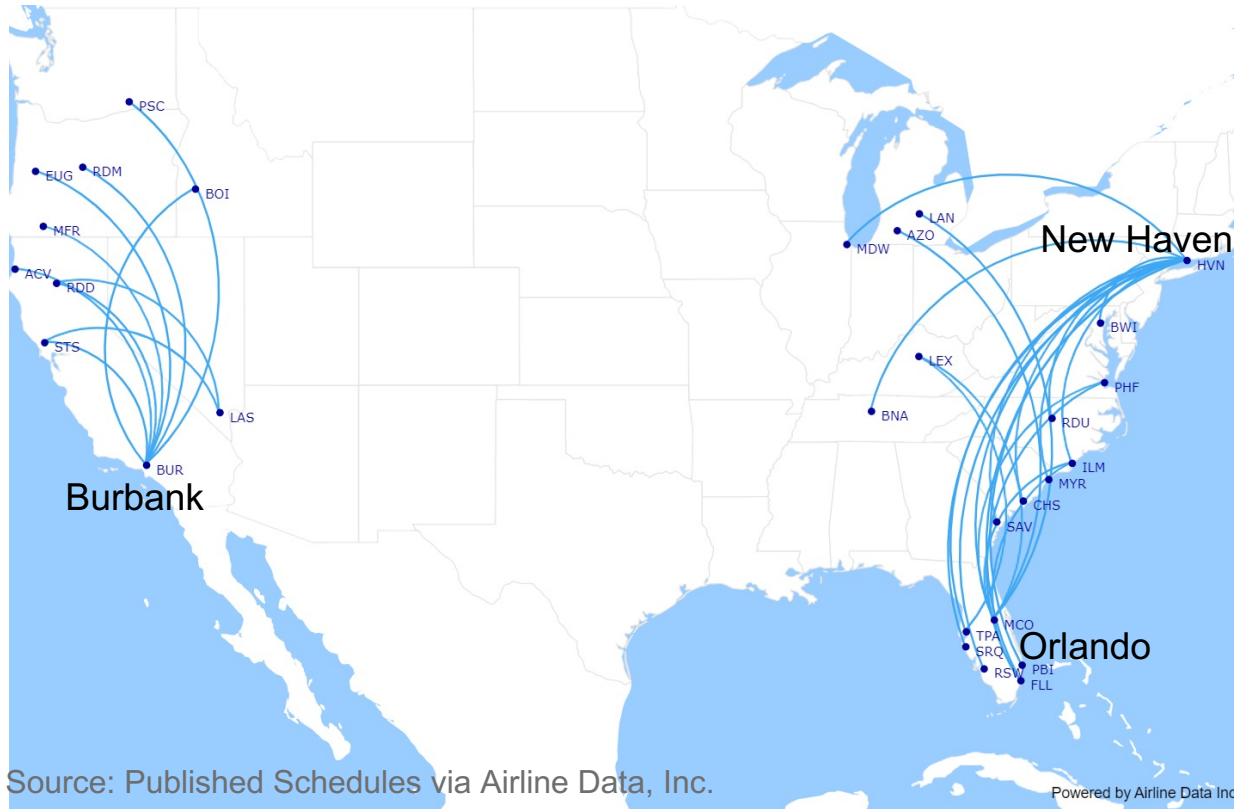 PSC
EUG
RDM
BOI
MFR
ACV
RDD
STS
LAS
BUR
Burbank
LAN
AZO
MDW
New Haven
HVN
BWI
LEX
PHF
BNA
RDU
ILM
MYR
CHS
SAV
MCO
TPA
Orlando
SRQ
PBI
RSW
FLL
Source: Published Schedules via Airline Data, Inc.
Powered by Airline Data Inc